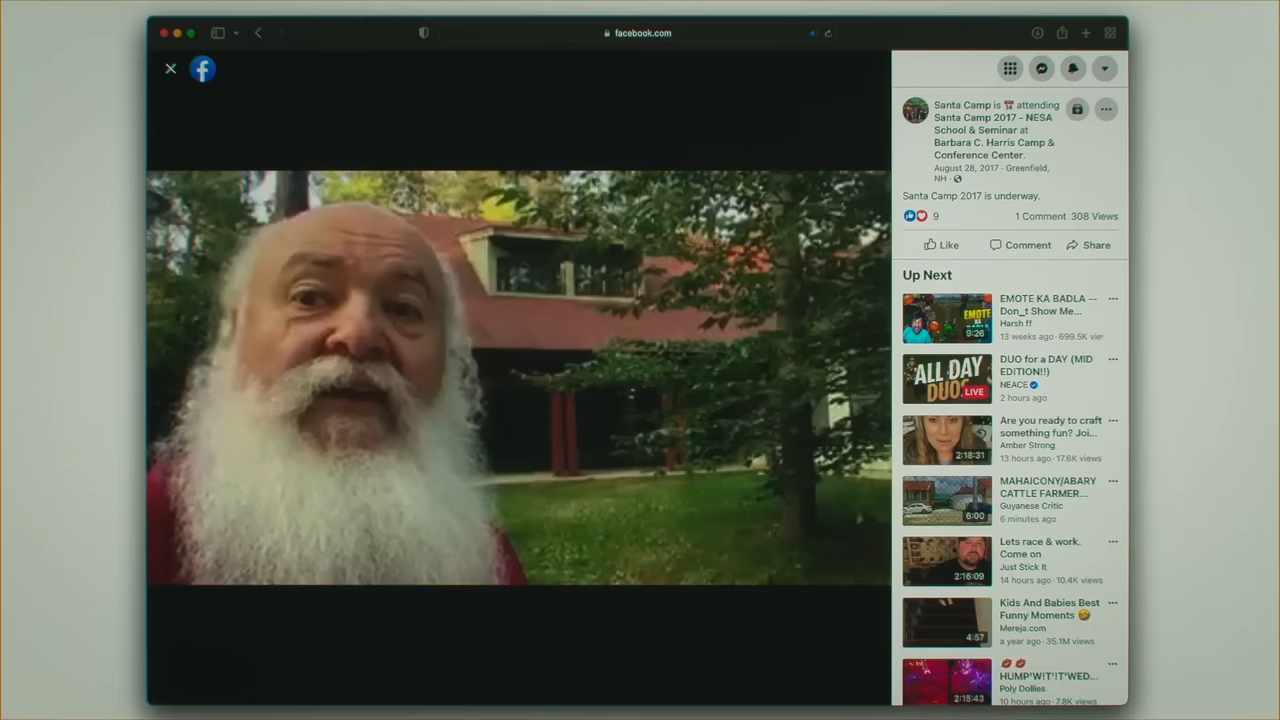 facebook.com
Santa Camp is attending
Santa Camp 2017 - NESA
School & Seminar at
Barbara C. Harris Camp &
Conference Center.
August 28, 2017 · Greenfield,
NH ·
Santa Camp 2017 is underway.
9
1 Comment 308 Views
Like
Comment
Share
Up Next
EMOTE KA BADLA --
Don_t Show Me...
Harsh ff
13 weeks ago · 699.5K vie
EMOTE
KA
9:26
DUO for a DAY (MID
EDITION!!)
NEACE
2 hours ago
ALL DAY
DUOS
LIVE
Are you ready to craft
something fun? Joi...
Amber Strong
13 hours ago · 17.6K views
2:18:31
MAHAICONY/ABARY
CATTLE FARMER...
Guyanese Critic
6 minutes ago
6:00
Lets race & work.
Come on
Just Stick It
14 hours ago · 10.4K views
2:16:09
Kids And Babies Best
Funny Moments 🤣
Mereja.com
a year ago · 35.1M views
4:57
💋 💋
HUMP'W!T'!T'WED...
Poly Dollies
10 hours ago · 7.8K views
2:15:43